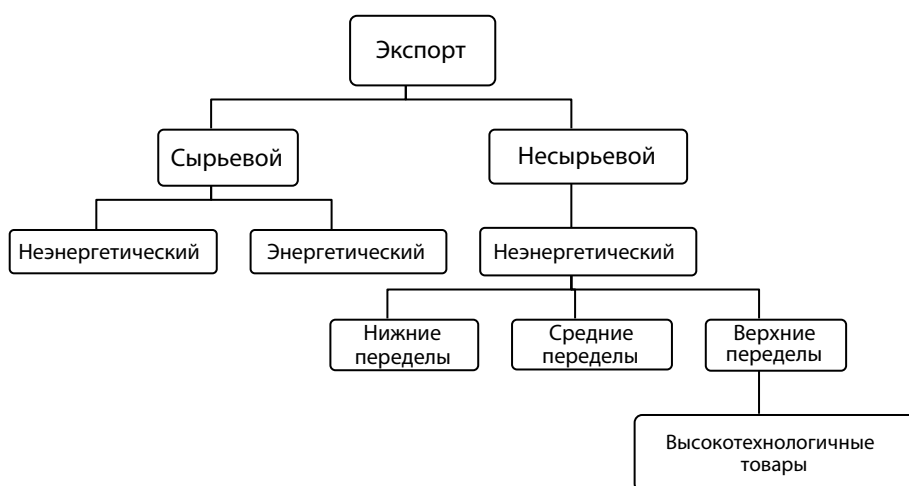 Экспорт
Сырьевой
Несырьевой
Неэнергетический
Энергетический
Неэнергетический
Нижние
переделы
Средние
переделы
Верхние
переделы
Высокотехнологичные
товары